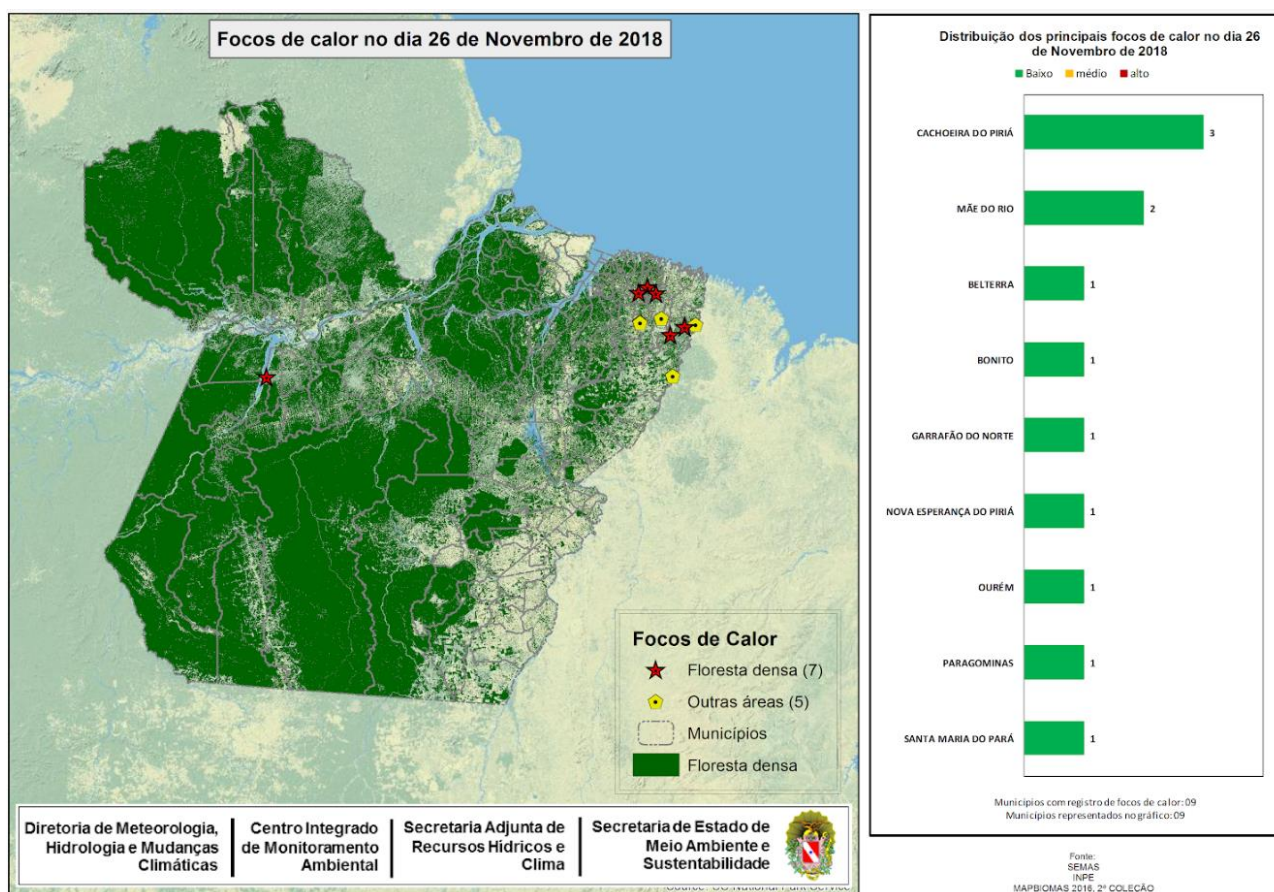 Focos de calor no dia 26 de Novembro de 2018
Focos de Calor
Floresta densa (7)
Outras áreas (5)
Municípios
Floresta densa
Diretoria de Meteorologia,
Hidrologia e Mudanças
Climáticas
Centro Integrado
de Monitoramento
Ambiental
Secretaria Adjunta de
Recursos Hídricos e
Clima
Secretaria de Estado de
Meio Ambiente e
Sustentabilidade
Source: US National Park Service
Distribuição dos principais focos de calor no dia 26
de Novembro de 2018
Baixo médio alto
CACHOEIRA DO PIRIÁ 3
MÃE DO RIO 2
BELTERRA 1
BONITO 1
GARRAFÃO DO NORTE 1
NOVA ESPERANÇA DO PIRIÁ 1
OURÉM 1
PARAGOMINAS 1
SANTA MARIA DO PARÁ 1
Municípios com registro de focos de calor: 09
Municípios representados no gráfico: 09
Fonte:
SEMAS
INPE
MAPBIOMAS 2016, 2ª COLEÇÃO